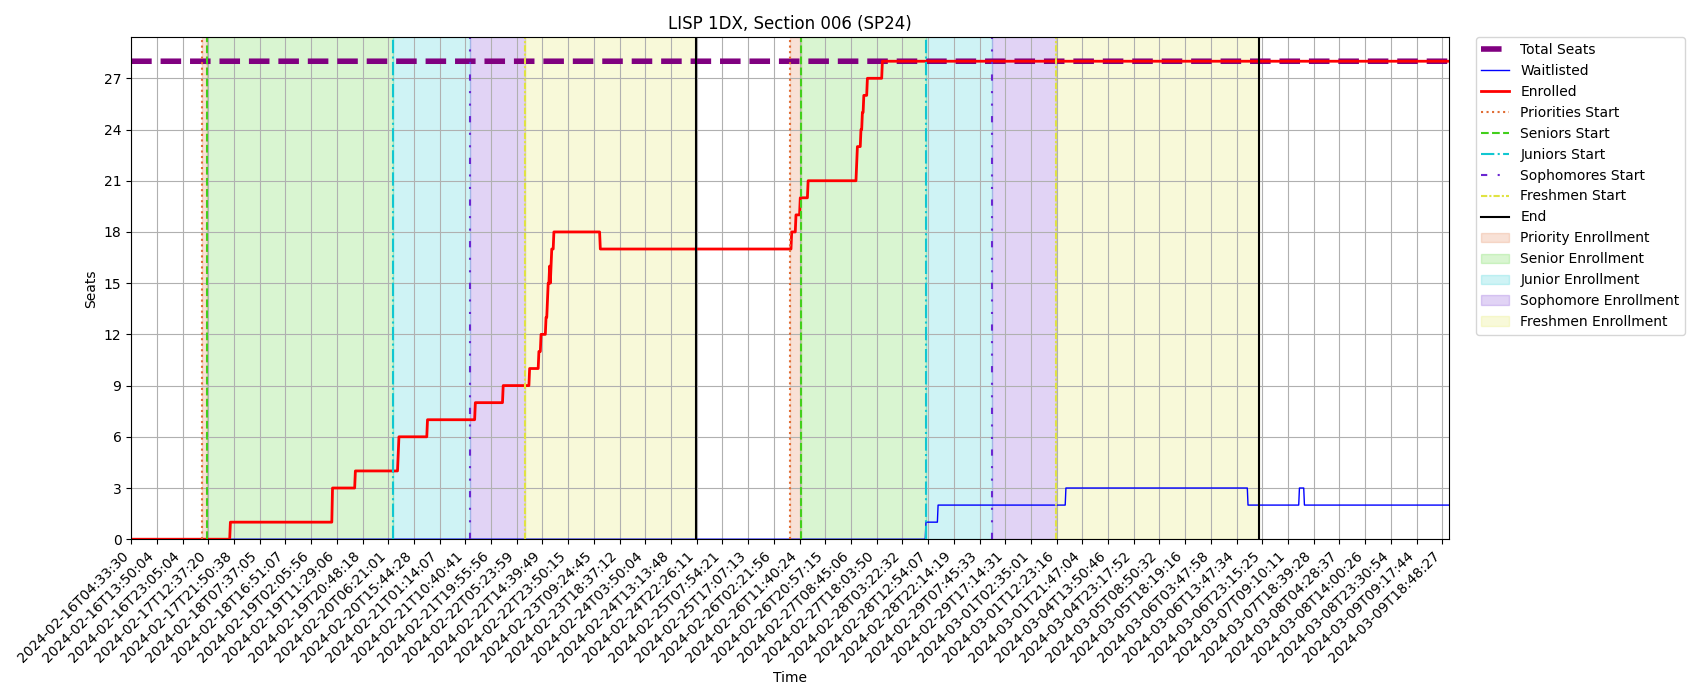 LISP 1DX, Section 006 (SP24)
Seats
27
24
21
18
15
12
9
6
3
0
2024-02-16T04:33:30
2024-02-16T13:50:04
2024-02-16T23:05:04
2024-02-17T12:37:20
2024-02-17T21:50:38
2024-02-18T07:37:05
2024-02-18T16:51:07
2024-02-19T02:05:56
2024-02-19T11:29:06
2024-02-19T20:48:18
2024-02-20T06:21:01
2024-02-20T15:44:28
2024-02-21T01:14:07
2024-02-21T10:40:41
2024-02-21T19:55:56
2024-02-22T05:23:59
2024-02-22T14:39:49
2024-02-22T23:50:15
2024-02-23T09:24:45
2024-02-23T18:37:12
2024-02-24T03:50:04
2024-02-24T13:13:48
2024-02-24T22:26:11
2024-02-25T07:54:21
2024-02-25T17:07:13
2024-02-26T02:21:56
2024-02-26T11:40:24
2024-02-26T20:57:15
2024-02-27T08:45:06
2024-02-27T18:03:50
2024-02-28T03:22:32
2024-02-28T12:54:07
2024-02-28T22:14:19
2024-02-29T07:45:33
2024-02-29T17:14:31
2024-03-01T02:35:01
2024-03-01T12:23:16
2024-03-01T21:47:04
2024-03-04T13:50:46
2024-03-04T23:17:52
2024-03-05T08:50:32
2024-03-05T18:19:16
2024-03-06T03:47:58
2024-03-06T13:47:34
2024-03-06T23:15:25
2024-03-07T09:10:11
2024-03-07T18:39:28
2024-03-08T04:28:37
2024-03-08T14:00:26
2024-03-08T23:30:54
2024-03-09T09:17:44
2024-03-09T18:48:27
Time
Total Seats
Waitlisted
Enrolled
Priorities Start
Seniors Start
Juniors Start
Sophomores Start
Freshmen Start
End
Priority Enrollment
Senior Enrollment
Junior Enrollment
Sophomore Enrollment
Freshmen Enrollment